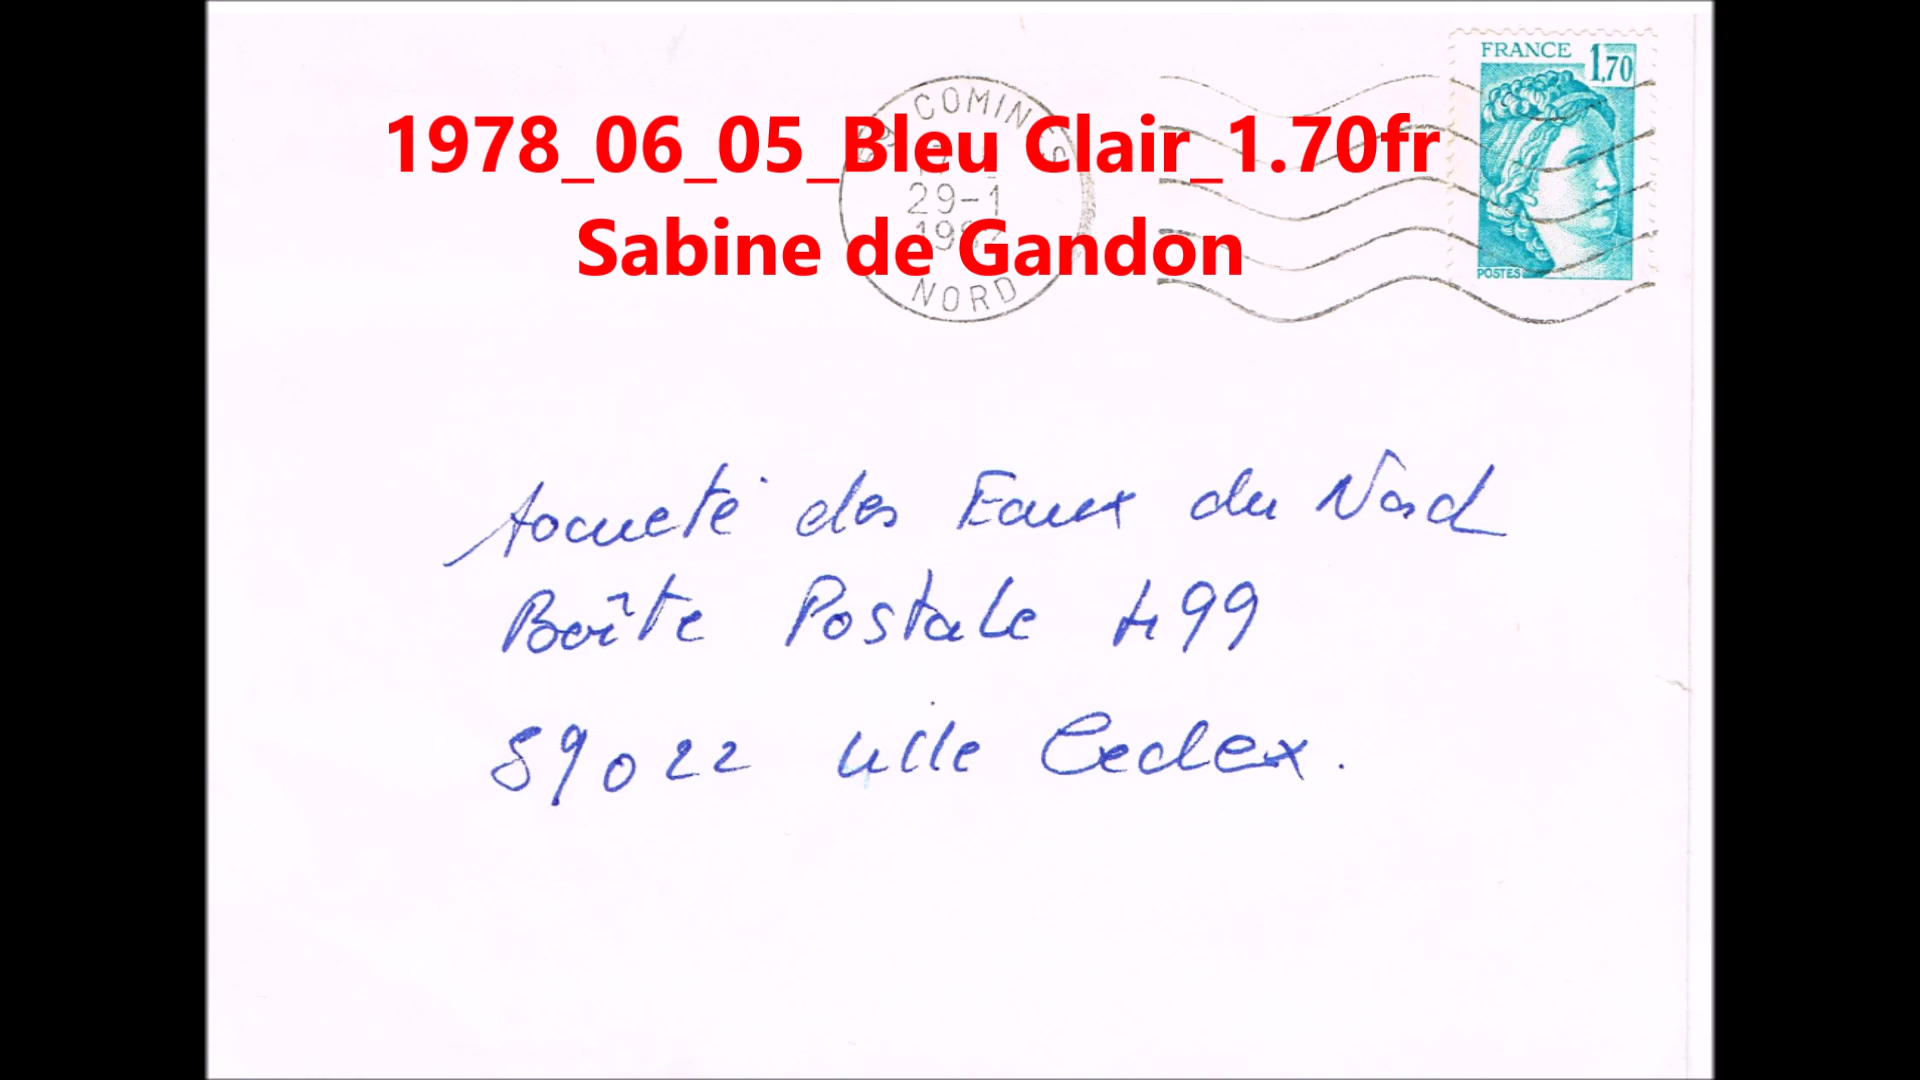 FRANCE 1,70
COMINES
1978_06_05_Bleu Clair_1.70fr
29-1
Sabine de Gandon
NORD
POSTES
Société des Eaux du Nord
Boîte Postale 499
59022 Lille Cedex.